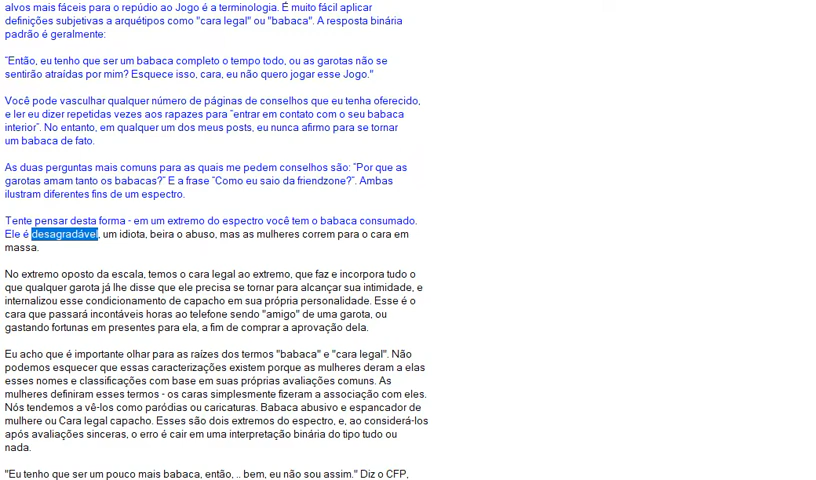 alvos mais fáceis para o repúdio ao Jogo é a terminologia. É muito fácil aplicar
definições subjetivas a arquétipos como "cara legal" ou "babaca". A resposta binária
padrão é geralmente:
"Então, eu tenho que ser um babaca completo o tempo todo, ou as garotas não se
sentirão atraídas por mim? Esquece isso, cara, eu não quero jogar esse Jogo."
Você pode vasculhar qualquer número de páginas de conselhos que eu tenha oferecido,
e ler eu dizer repetidas vezes aos rapazes para "entrar em contato com o seu babaca
interior". No entanto, em qualquer um dos meus posts, eu nunca afirmo para se tornar
um babaca de fato.
As duas perguntas mais comuns para as quais me pedem conselhos são: "Por que as
garotas amam tanto os babacas?" E a frase "Como eu saio da friendzone?". Ambas
ilustram diferentes fins de um espectro.
Tente pensar desta forma - em um extremo do espectro você tem o babaca consumado.
Ele é desagradável, um idiota, beira o abuso, mas as mulheres correm para o cara em
massa.
No extremo oposto da escala, temos o cara legal ao extremo, que faz e incorpora tudo o
que qualquer garota já lhe disse que ele precisa se tornar para alcançar sua intimidade, e
internalizou esse condicionamento de capacho em sua própria personalidade. Esse é o
cara que passará incontáveis horas ao telefone sendo "amigo" de uma garota, ou
gastando fortunas em presentes para ela, a fim de comprar a aprovação dela.
Eu acho que é importante olhar para as raízes dos termos "babaca" e "cara legal". Não
podemos esquecer que essas caracterizações existem porque as mulheres deram a elas
esses nomes e classificações com base em suas próprias avaliações comuns. As
mulheres definiram esses termos - os caras simplesmente fizeram a associação com eles.
Nós tendemos a vê-los como paródias ou caricaturas. Babaca abusivo e espancador de
mulhere ou Cara legal capacho. Esses são dois extremos do espectro, e, ao considerá-los
após avaliações sinceras, o erro é cair em uma interpretação binária do tipo tudo ou
nada.
"Eu tenho que ser um pouco mais babaca, então, .. bem, eu não sou assim." Diz o CFP,